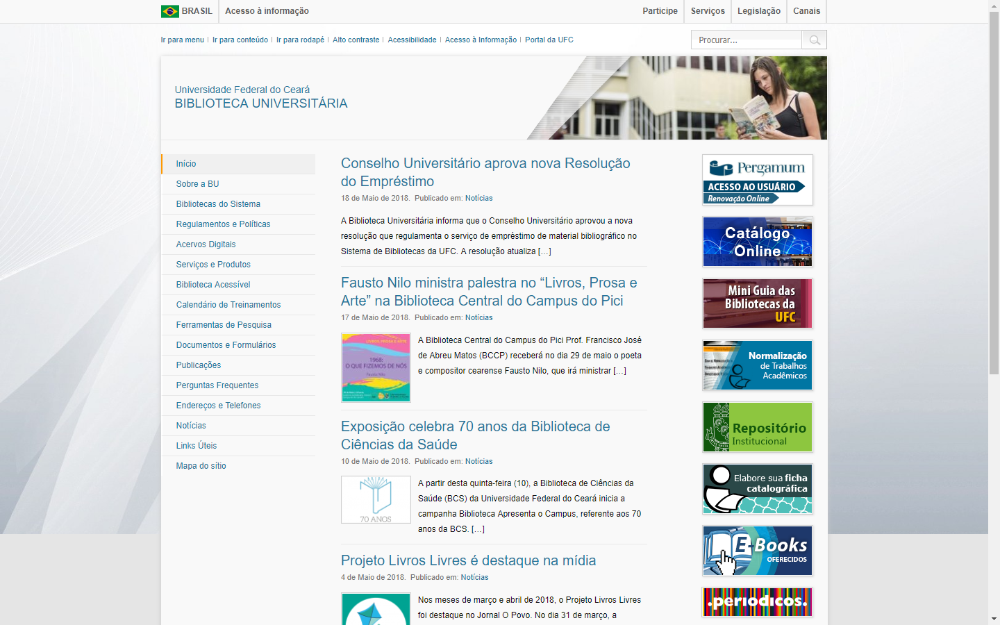 BRASIL Acesso à informação Participe Serviços Legislação Canais
Ir para menu Ir para conteúdo Ir para rodapé Alto contraste Acessibilidade Acesso à Informação Portal da UFC
Procurar...
Universidade Federal do Ceará
BIBLIOTECA UNIVERSITÁRIA
Início
Sobre a BU
Bibliotecas do Sistema
Regulamentos e Políticas
Acervos Digitais
Serviços e Produtos
Biblioteca Acessível
Calendário de Treinamentos
Ferramentas de Pesquisa
Documentos e Formulários
Publicações
Perguntas Frequentes
Endereços e Telefones
Notícias
Links Úteis
Mapa do sítio
Conselho Universitário aprova nova Resolução
do Empréstimo
18 de Maio de 2018. Publicado em: Notícias
A Biblioteca Universitária informa que o Conselho Universitário aprovou a nova
resolução que regulamenta o serviço de empréstimo de material bibliográfico no
Sistema de Bibliotecas da UFC. A resolução atualiza […]
Fausto Nilo ministra palestra no “Livros, Prosa e
Arte” na Biblioteca Central do Campus do Pici
17 de Maio de 2018. Publicado em: Notícias
LIVROS, PROSA E ARTE
1968:
O QUE FIZEMOS DE NÓS
Fausto Nilo
A Biblioteca Central do Campus do Pici Prof. Francisco José
de Abreu Matos (BCCP) receberá no dia 29 de maio o poeta
e compositor cearense Fausto Nilo, que irá ministrar […]
Exposição celebra 70 anos da Biblioteca de
Ciências da Saúde
10 de Maio de 2018. Publicado em: Notícias
70 ANOS
A partir desta quinta-feira (10), a Biblioteca de Ciências da
Saúde (BCS) da Universidade Federal do Ceará inicia a
campanha Biblioteca Apresenta o Campus, referente aos 70
anos da BCS. […]
Projeto Livros Livres é destaque na mídia
4 de Maio de 2018. Publicado em: Notícias
Nos meses de março e abril de 2018, o Projeto Livros Livres
foi destaque no Jornal O Povo. No dia 31 de março, a
Pergamum
ACESSO AO USUÁRIO
Renovação Online
Catálogo
Online
Mini Guia das
Bibliotecas da
UFC
Normalização
de Trabalhos
Acadêmicos
Repositório
Institucional
Elabore sua ficha
catalográfica
E-Books
OFERECIDOS
.periodicos.